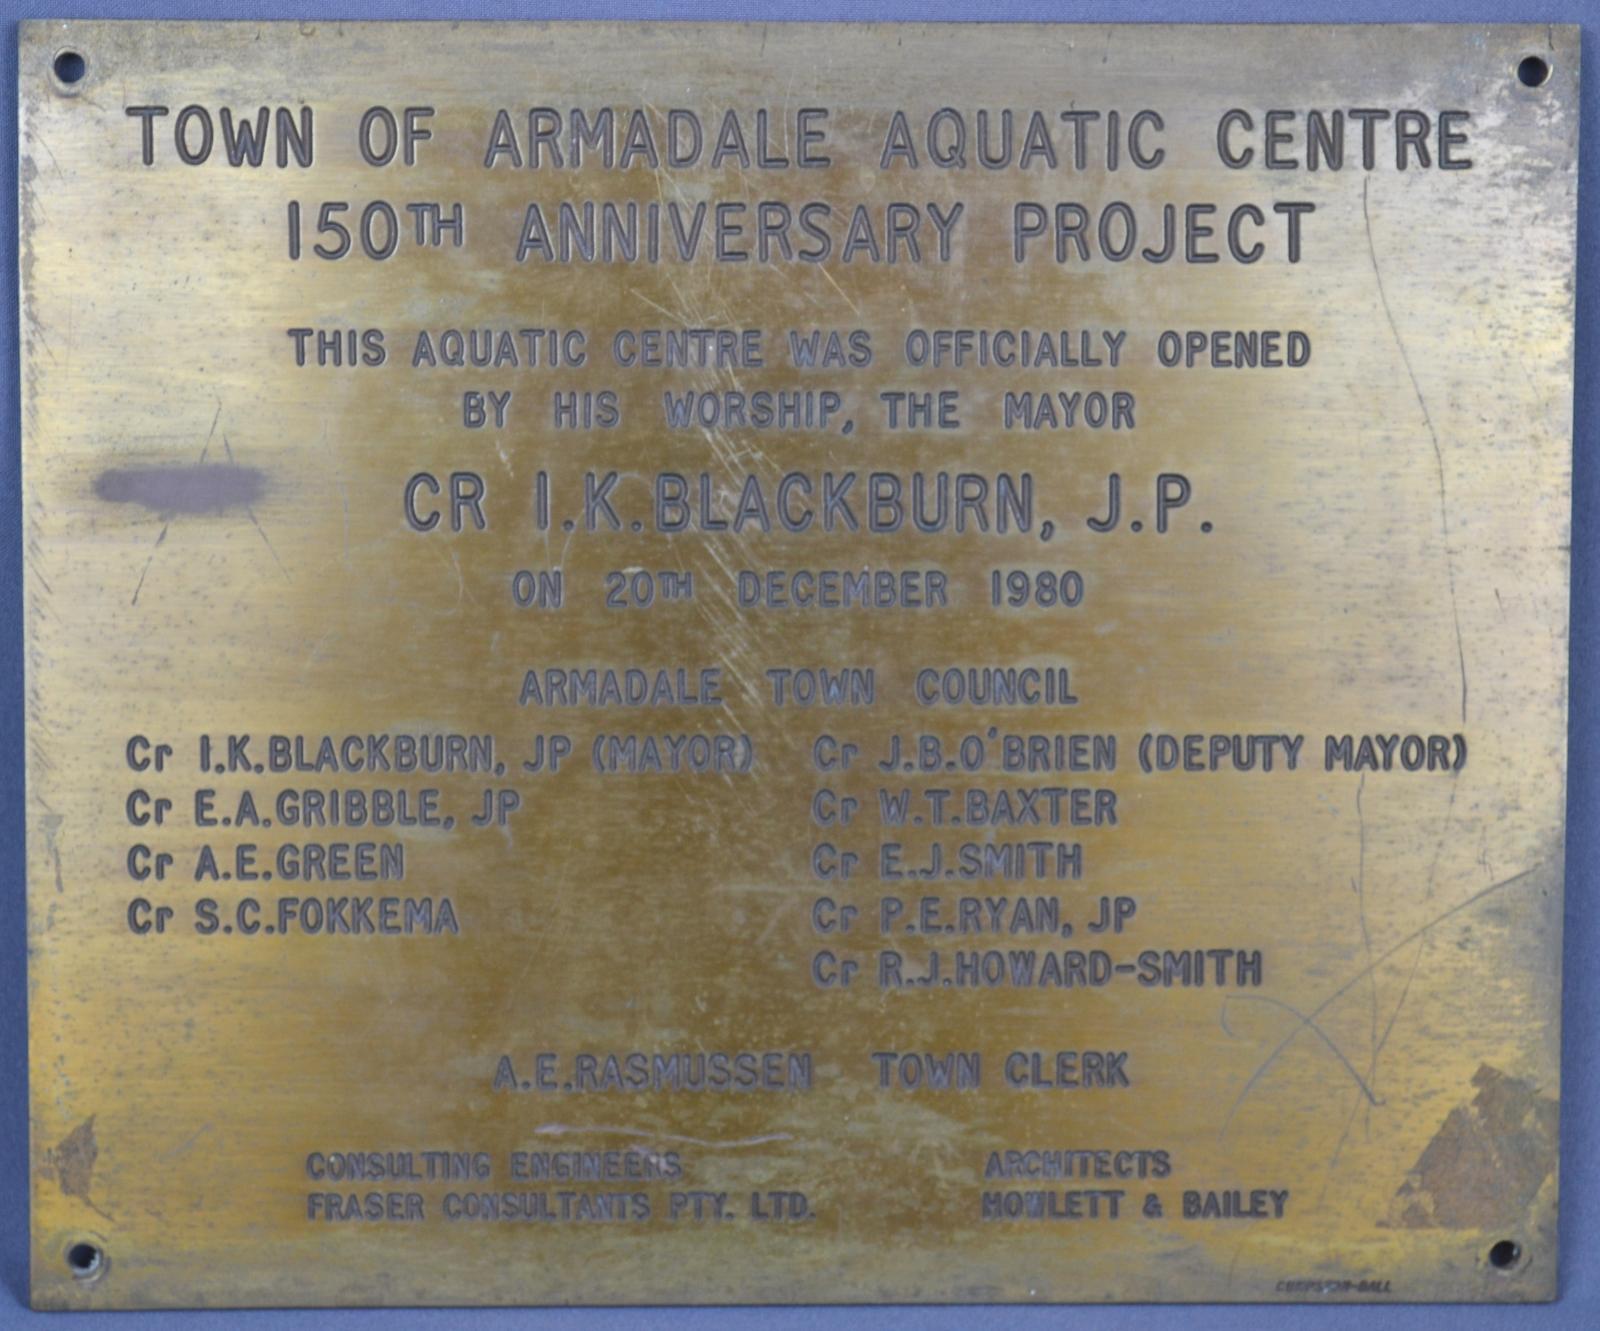 TOWN OF ARMADALE AQUATIC CENTRE
150TH ANNIVERSARY PROJECT
THIS AQUATIC CENTRE WAS OFFICIALLY OPENED
BY HIS WORSHIP, THE MAYOR
CR I.K.BLACKBURN, J.P.
ON 20TH DECEMBER 1980
ARMADALE TOWN COUNCIL
Cr I.K.BLACKBURN, JP (MAYOR) Cr J.B.O'BRIEN (DEPUTY MAYOR)
Cr E.A.GRIBBLE, JP Cr W.T.BAXTER
Cr A.E.GREEN Cr E.J.SMITH
Cr S.C.FOKKEMA Cr P.E.RYAN, JP
Cr R.J.HOWARD-SMITH
A.E.RASMUSSEN TOWN CLERK
CONSULTING ENGINEERS ARCHITECTS
FRASER CONSULTANTS PTY. LTD. HOWLETT & BAILEY